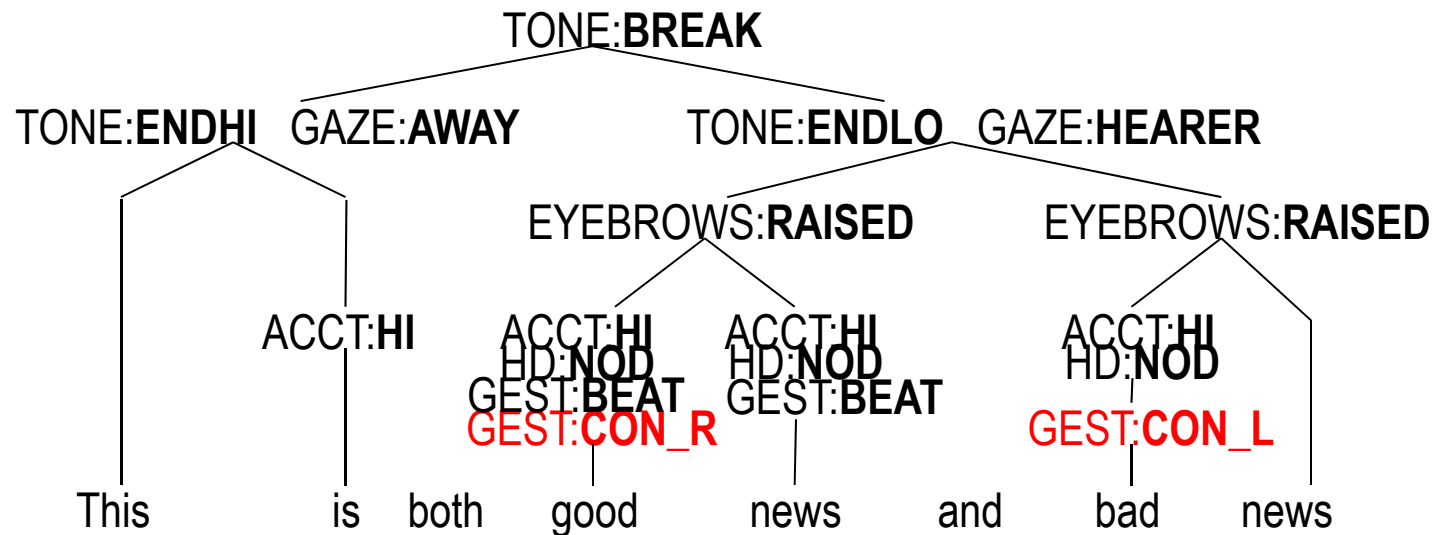 TONE:BREAK
TONE:ENDHI GAZE:AWAY TONE:ENDLO GAZE:HEARER
EYEBROWS:RAISED EYEBROWS:RAISED
ACCT:HI ACCT:HI ACCT:HI ACCT:HI
HD:NOD HD:NOD HD:NOD
GEST:BEAT GEST:BEAT
GEST:CON_R GEST:CON_L
This is both good news and bad news